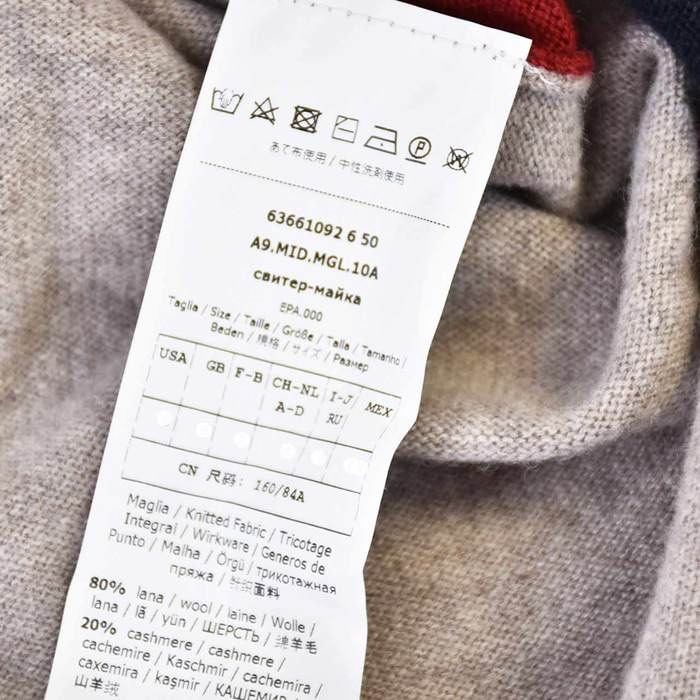 P
あて布使用 / 中性洗剤使用
63661092 6 50
A9.MID.MGL.10A
свитер-майка
EPA.000
Taglia / Size / Taille / Größe / Talla / Tamanho /
Beden / 規格 / サイズ / Размер
USA GB F-B CH-NL I-J MEX
A-D RU
CN 尺码: 160/84A
Maglia / Knitted Fabric / Tricotage
Integral / Wirkware / Generos de
Punto / Malha / Örgü / трикотажная
пряжа / 针织面料
80% lana / wool / laine / Wolle /
lana / lã / yün / ШЕРСТЬ / 绵羊毛
20% cashmere / cashmere /
cachemire / Kaschmir / cachemira /
caxemira / kaşmir / КАШЕМИР /
山羊绒